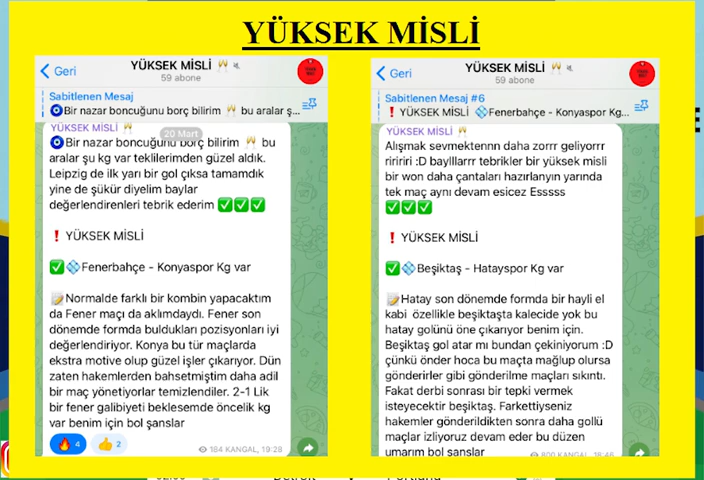 YÜKSEK MİSLİ
Geri
YÜKSEK MİSLİ 🥂
59 abone
Sabitlenen Mesaj
🧿Bir nazar boncuğunu borç bilirim 🥂 bu aralar ş...
YÜKSEK MİSLİ 🥂
20 Mart
🧿Bir nazar boncuğunu borç bilirim 🥂 bu
aralar şu kg var teklilerimden güzel aldık.
Leipzig de ilk yarı bir gol çıksa tamamdık
yine de şükür diyelim baylar
değerlendirenleri tebrik ederim ✅✅✅
❗ YÜKSEK MİSLİ
✅💠Fenerbahçe - Konyaspor Kg var
📝Normalde farklı bir kombin yapacaktım
da Fener maçı da aklımdaydı. Fener son
dönemde formda buldukları pozisyonları iyi
değerlendiriyor. Konya bu tür maçlarda
ekstra motive olup güzel işler çıkarıyor. Dün
zaten hakemlerden bahsetmiştim daha adil
bir maç yönetiyorlar temizlendiler. 2-1 Lik
bir fener galibiyeti beklesemde öncelik kg
var benim için bol şanslar
🔥 4 👍 2
184 KANGAL, 19:28
Geri
YÜKSEK MİSLİ 🥂
59 abone
Sabitlenen Mesaj #6
❗ YÜKSEK MİSLİ 💠Fenerbahçe - Konyaspor Kg...
YÜKSEK MİSLİ 🥂
Alışmak sevmektennn daha zorrr geliyorrr
riririri :D baylllarrr tebrikler bir yüksek misli
bir won daha çantaları hazırlanyın yarında
tek maç aynı devam esicez Esssss
✅✅✅
❗ YÜKSEK MİSLİ
✅💠Beşiktaş - Hatayspor Kg var
📝Hatay son dönemde formda bir hayli el
kabi özellikle beşiktaşta kalecide yok bu
hatay golünü öne çıkarıyor benim için.
Beşiktaş gol atar mı bundan çekiniyorum :D
çünkü önder hoca bu maçta mağlup olursa
gönderirler gibi gönderilme maçları sıkıntı.
Fakat derbi sonrası bir tepki vermek
isteyecektir beşiktaş. Farkettiyseniz
hakemler gönderildikten sonra daha gollü
maçlar izliyoruz devam eder bu düzen
umarım bol şanslar
800 KANGAL, 18:46